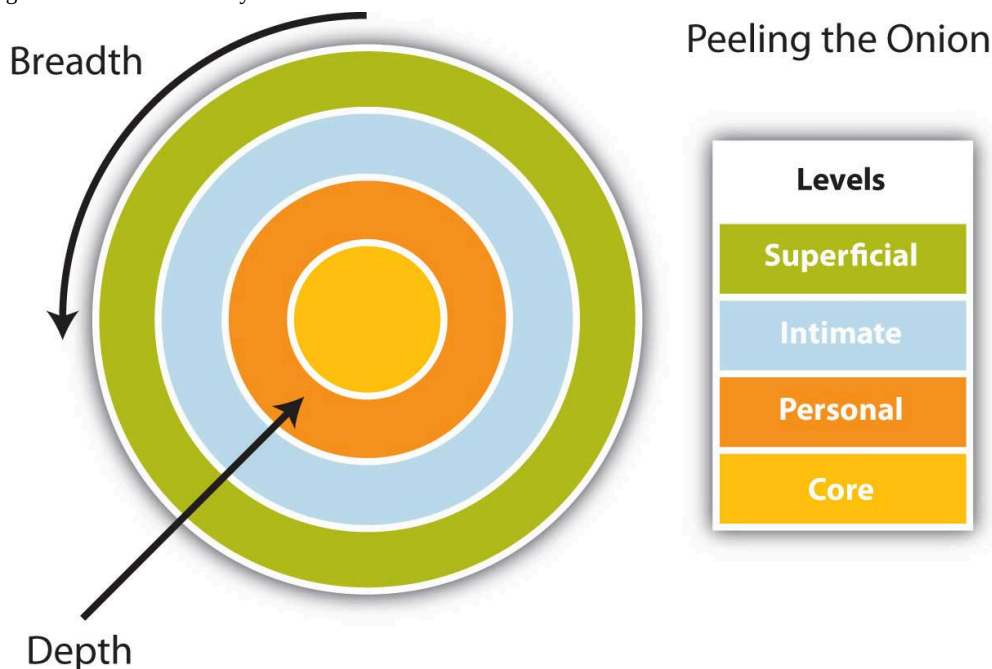 Peeling the Onion
Breadth
Levels
Superficial
Intimate
Personal
Core
Depth